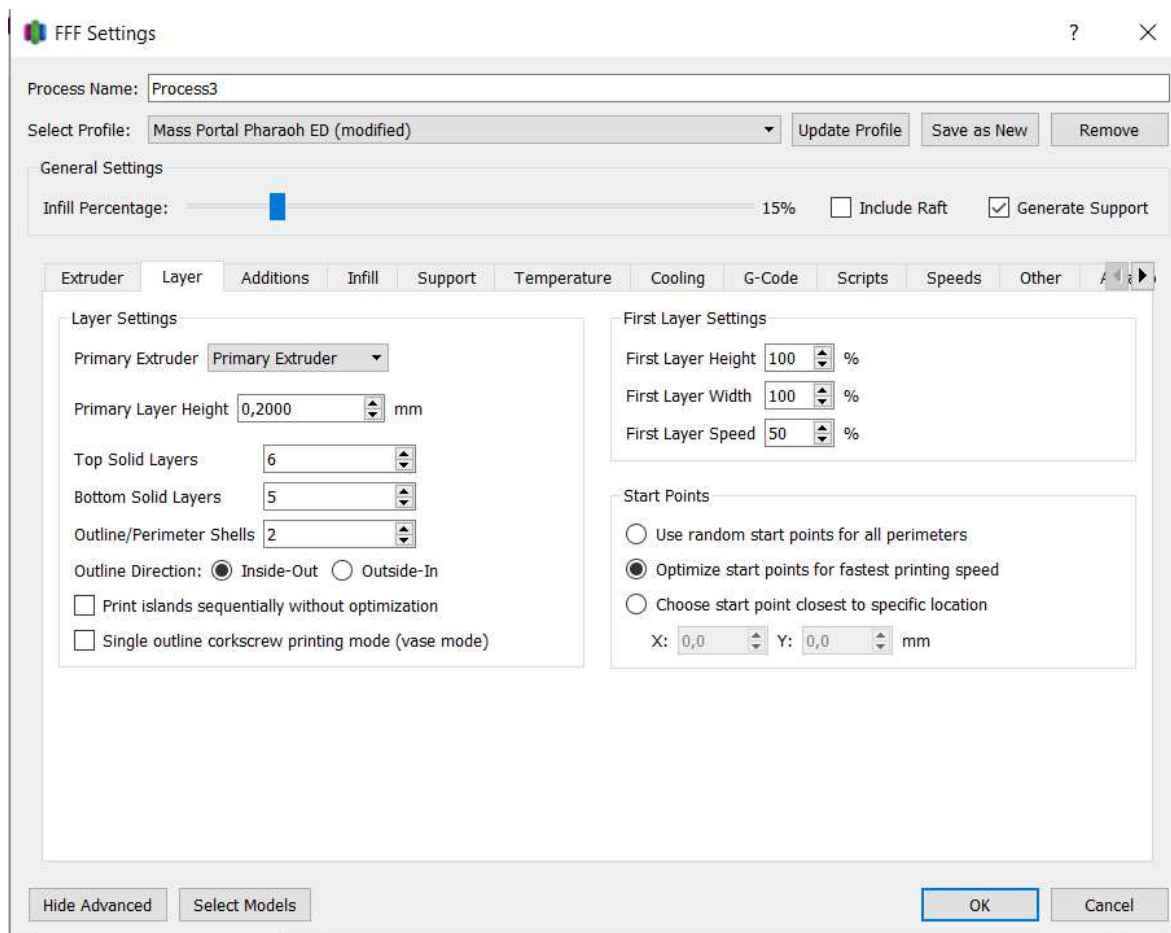 FFF Settings
?
Process Name: Process3
Select Profile: Mass Portal Pharaoh ED (modified) Update Profile Save as New Remove
General Settings
Infill Percentage: 15% Include Raft Generate Support
Extruder Layer Additions Infill Support Temperature Cooling G-Code Scripts Speeds Other
Layer Settings
Primary Extruder Primary Extruder
Primary Layer Height 0,2000 mm
Top Solid Layers 6
Bottom Solid Layers 5
Outline/Perimeter Shells 2
Outline Direction: Inside-Out Outside-In
Print islands sequentially without optimization
Single outline corkscrew printing mode (vase mode)
First Layer Settings
First Layer Height 100 %
First Layer Width 100 %
First Layer Speed 50 %
Start Points
Use random start points for all perimeters
Optimize start points for fastest printing speed
Choose start point closest to specific location
X: 0,0 Y: 0,0 mm
Hide Advanced Select Models OK Cancel